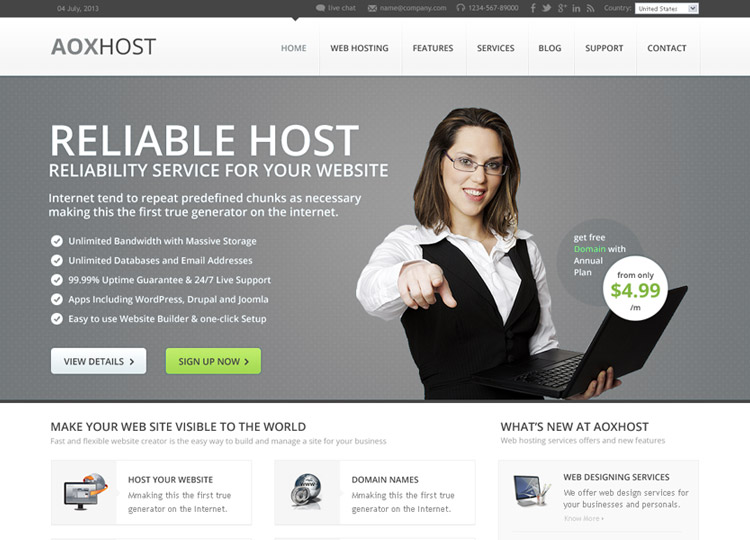 04 July, 2013
live chat
name@company.com
1234-567-89000
Country:
United States
AOXHOST
HOME
WEB HOSTING
FEATURES
SERVICES
BLOG
SUPPORT
CONTACT
RELIABLE HOST
RELIABILITY SERVICE FOR YOUR WEBSITE
Internet tend to repeat predefined chunks as necessary
making this the first true generator on the internet.
Unlimited Bandwidth with Massive Storage
Unlimited Databases and Email Addresses
99.99% Uptime Guarantee & 24/7 Live Support
Apps Including WordPress, Drupal and Joomla
Easy to use Website Builder & one-click Setup
VIEW DETAILS
SIGN UP NOW
get free
Domain with
Annual
Plan
from only
$4.99
/m
MAKE YOUR WEB SITE VISIBLE TO THE WORLD
Fast and flexible website creator is the easy way to build and manage a site for your business
HOST YOUR WEBSITE
Mmaking this the first true
generator on the Internet.
DOMAIN NAMES
Mmaking this the first true
generator on the Internet.
WHAT'S NEW AT AOXHOST
Web hosting services offers and new features
WEB DESIGNING SERVICES
We offer web design services for
your businesses and personals.
Know More